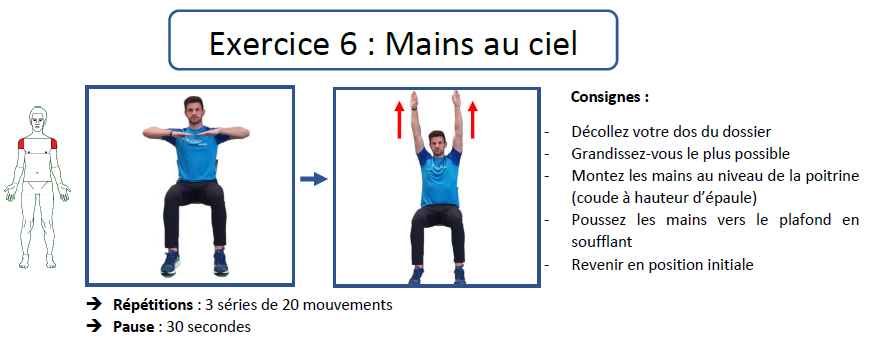 Exercice 6 : Mains au ciel
Consignes :
- Décollez votre dos du dossier
- Grandissez-vous le plus possible
- Montez les mains au niveau de la poitrine
(coude à hauteur d’épaule)
- Poussez les mains vers le plafond en
soufflant
- Revenir en position initiale
➔ Répétitions : 3 séries de 20 mouvements
➔ Pause : 30 secondes